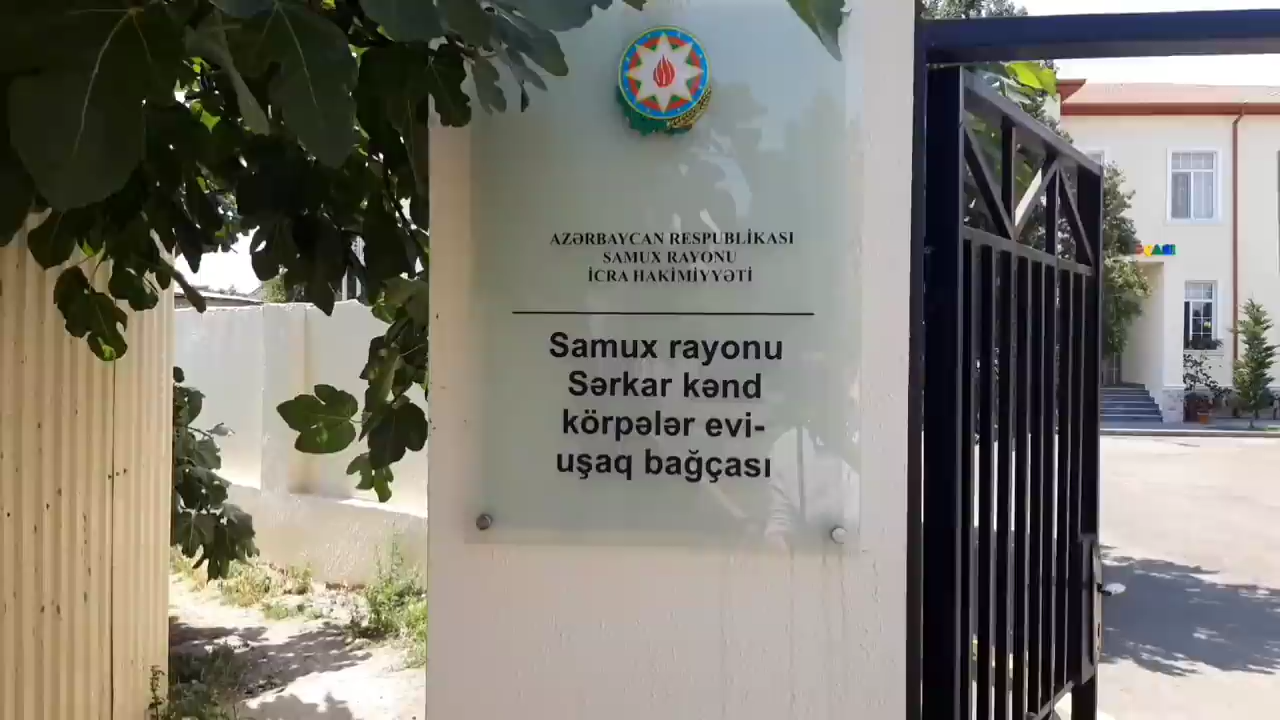 AZƏRBAYCAN RESPUBLİKASI
SAMUX RAYONU
İCRA HAKİMİYYƏTİ
Samux rayonu
Sərkar kənd
körpələr evi-
uşaq bağçası